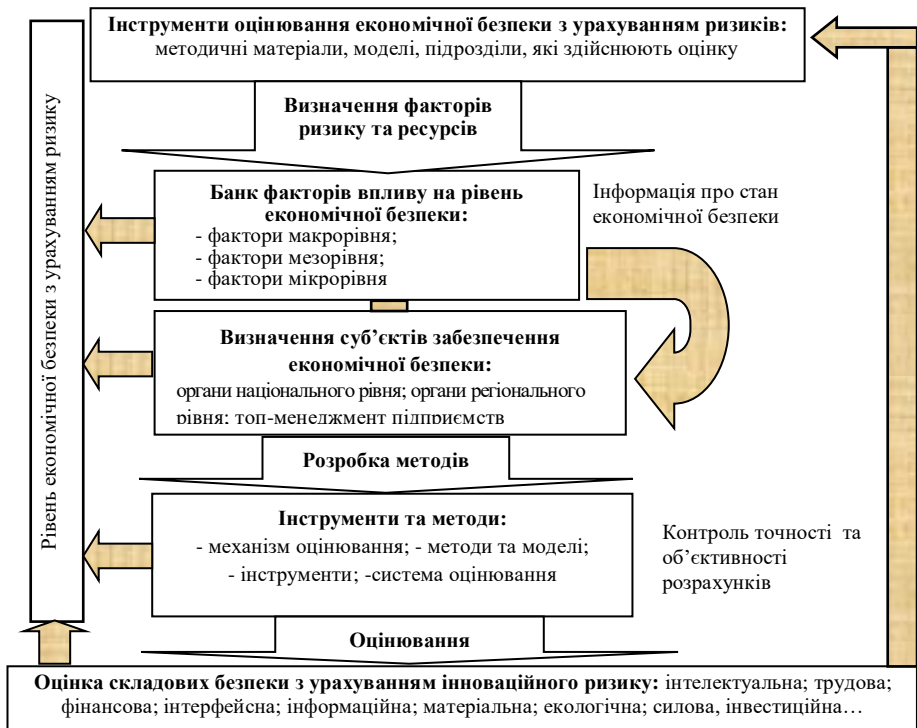 Інструменти оцінювання економічної безпеки з урахуванням ризиків:
методичні матеріали, моделі, підрозділи, які здійснюють оцінку
Визначення факторів
ризику та ресурсів
Рівень економічної безпеки з урахуванням ризику
Банк факторів впливу на рівень
економічної безпеки:
- фактори макрорівня;
- фактори мезорівня;
- фактори мікрорівня
Інформація про стан
економічної безпеки
Визначення суб’єктів забезпечення
економічної безпеки:
органи національного рівня; органи регіонального
рівня; топ-менеджмент підприємств
Розробка методів
Інструменти та методи:
- механізм оцінювання; - методи та моделі;
- інструменти; -система оцінювання
Контроль точності та
об’єктивності
розрахунків
Оцінювання
Оцінка складових безпеки з урахуванням інноваційного ризику: інтелектуальна; трудова;
фінансова; інтерфейсна; інформаційна; матеріальна; екологічна; силова, інвестиційна…